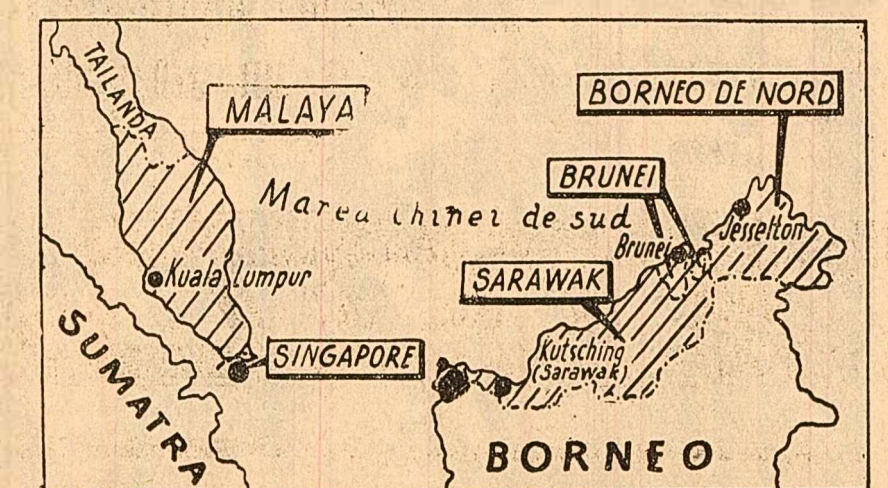 TAILANDA
MALAYA
BORNEO DE NORD
BRUNEI
Marea Chinei de sud
Brunei
Jesselton
Kuala Lumpur
SARAWAK
SUMATRA
SINGAPORE
Kutsching
(Sarawak)
BORNEO